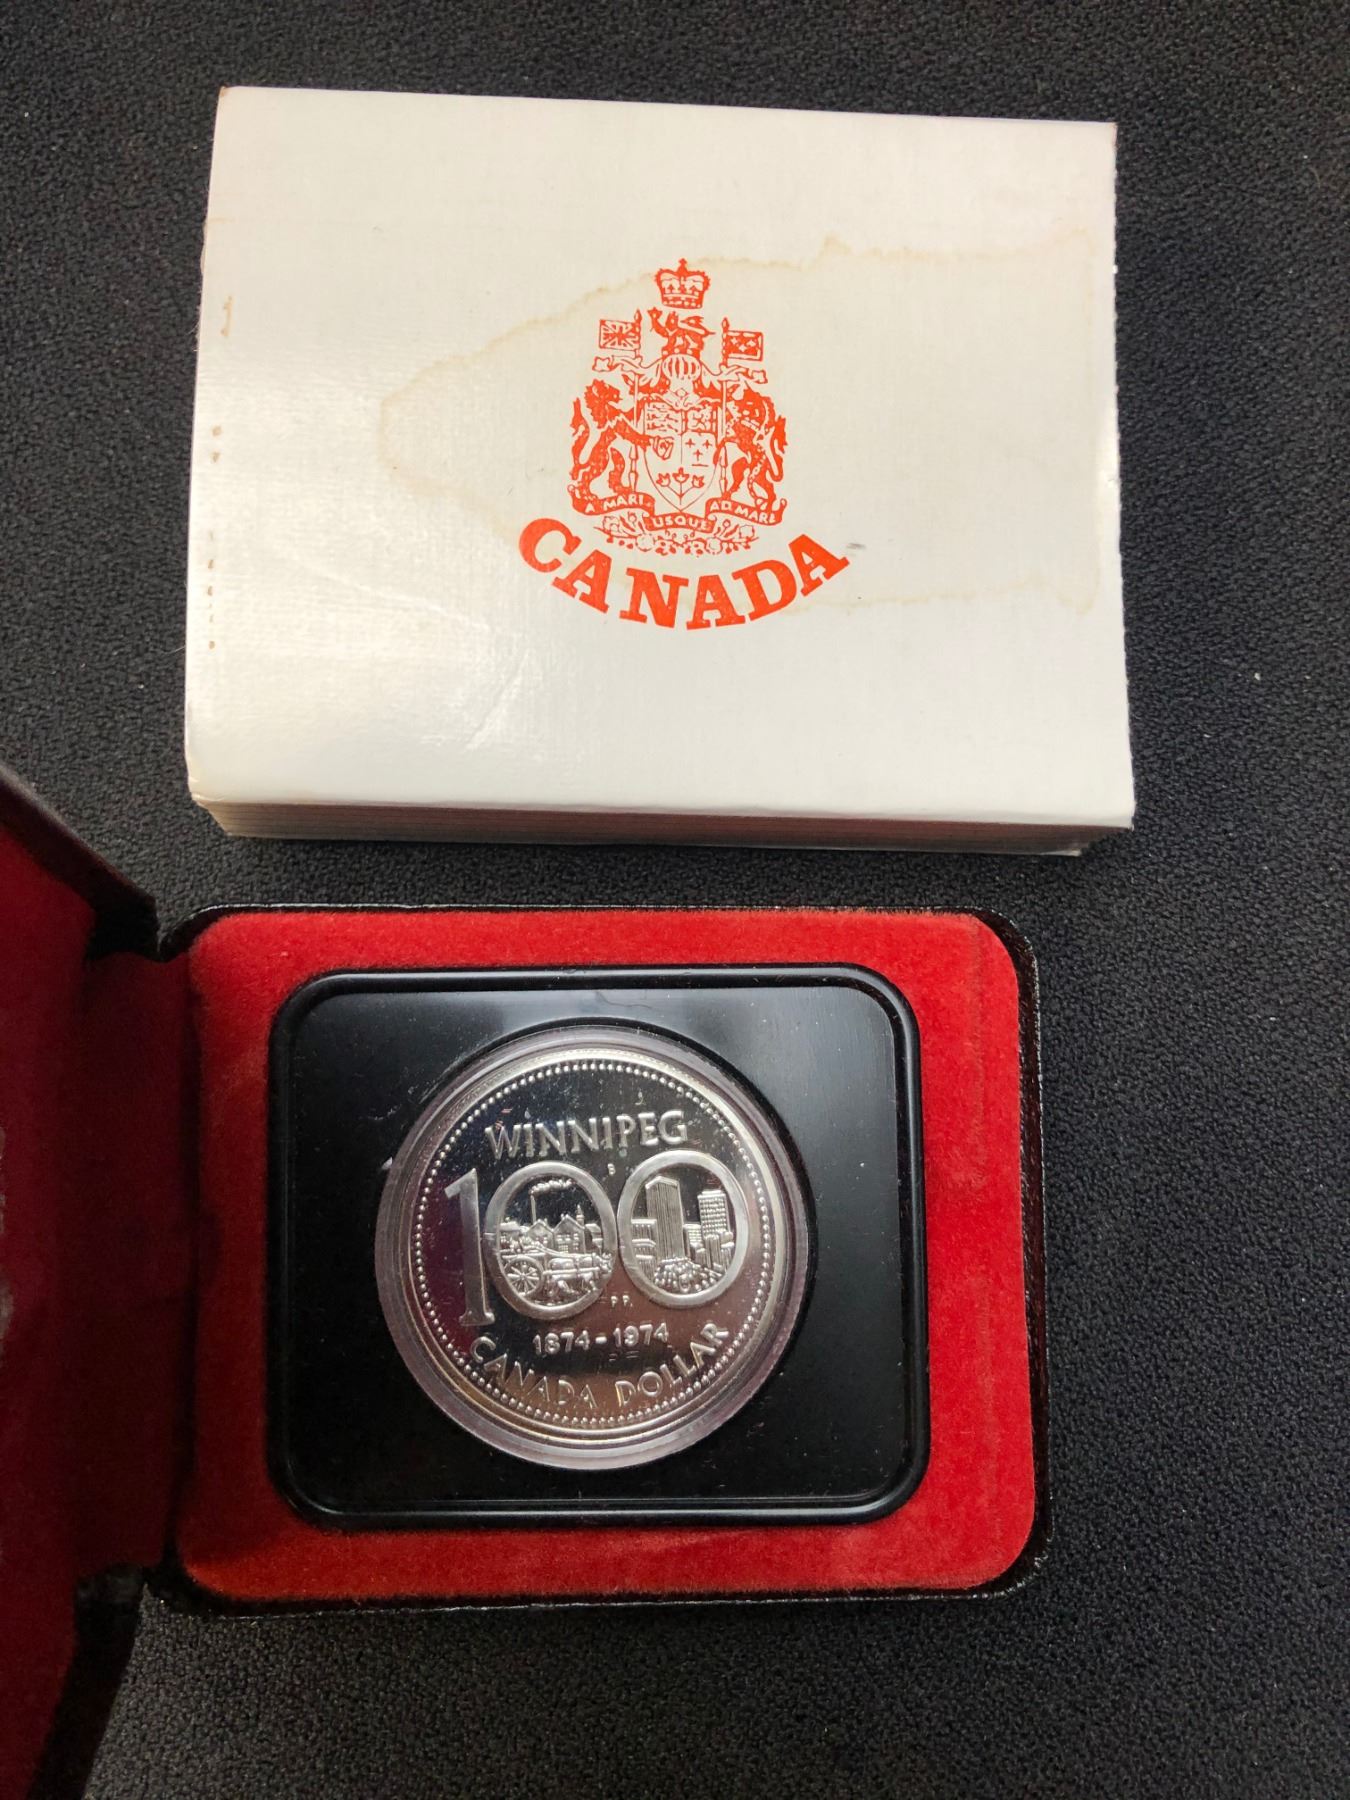 A MARI
USQUE
AD MARE
CANADA
WINNIPEG
B
100
P P.
1874-1974
CANADA DOLLAR